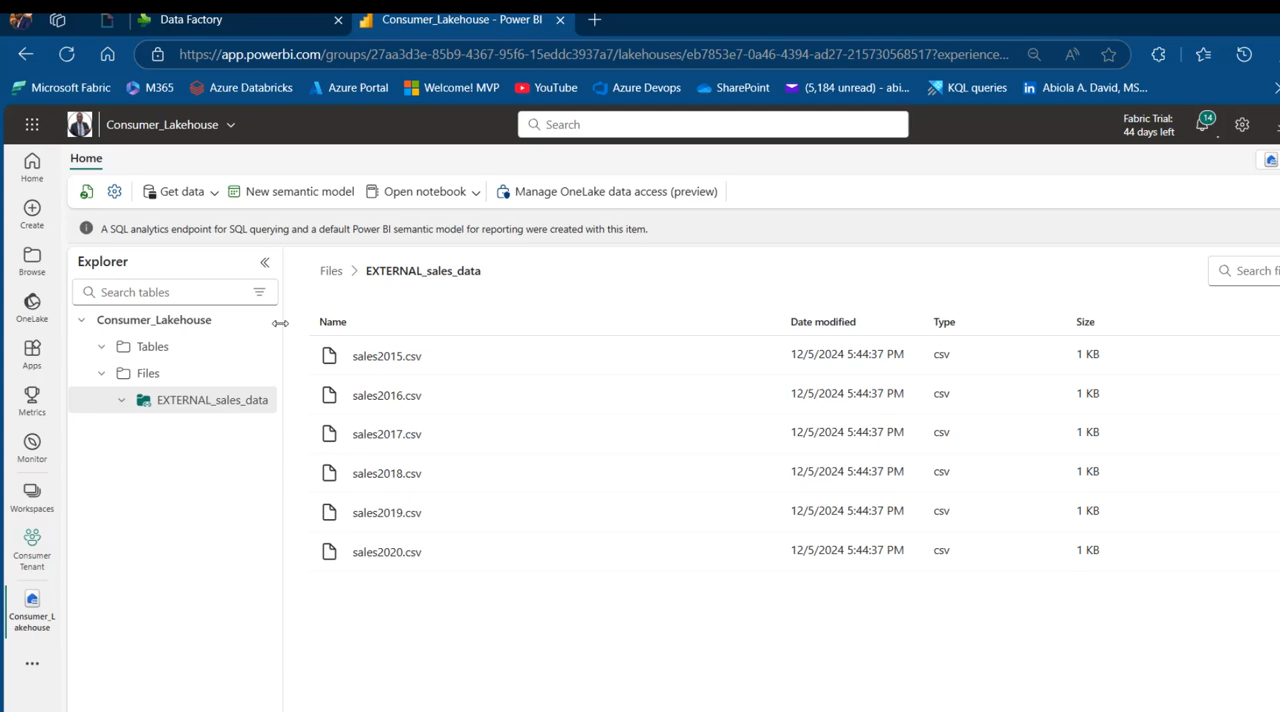 Data Factory
Consumer_Lakehouse - Power BI
https://app.powerbi.com/groups/27aa3d3e-85b9-4367-95f6-15eddc3937a7/lakehouses/eb7853e7-0a46-4394-ad27-215730568517?experience...
Microsoft Fabric M365 Azure Databricks Azure Portal Welcome! MVP YouTube Azure Devops SharePoint (5,184 unread) - abi... KQL queries Abiola A. David, MS...
Consumer_Lakehouse
Search
Fabric Trial:
44 days left
14
Home
Home
Get data New semantic model Open notebook Manage OneLake data access (preview)
Create
A SQL analytics endpoint for SQL querying and a default Power BI semantic model for reporting were created with this item.
Browse
OneLake
Apps
Metrics
Monitor
Workspaces
Consumer
Tenant
Consumer_L
akehouse
Explorer
Search tables
Consumer_Lakehouse
Tables
Files
EXTERNAL_sales_data
Files > EXTERNAL_sales_data
Search fi
Name Date modified Type Size
sales2015.csv 12/5/2024 5:44:37 PM csv 1 KB
sales2016.csv 12/5/2024 5:44:37 PM csv 1 KB
sales2017.csv 12/5/2024 5:44:37 PM csv 1 KB
sales2018.csv 12/5/2024 5:44:37 PM csv 1 KB
sales2019.csv 12/5/2024 5:44:37 PM csv 1 KB
sales2020.csv 12/5/2024 5:44:37 PM csv 1 KB